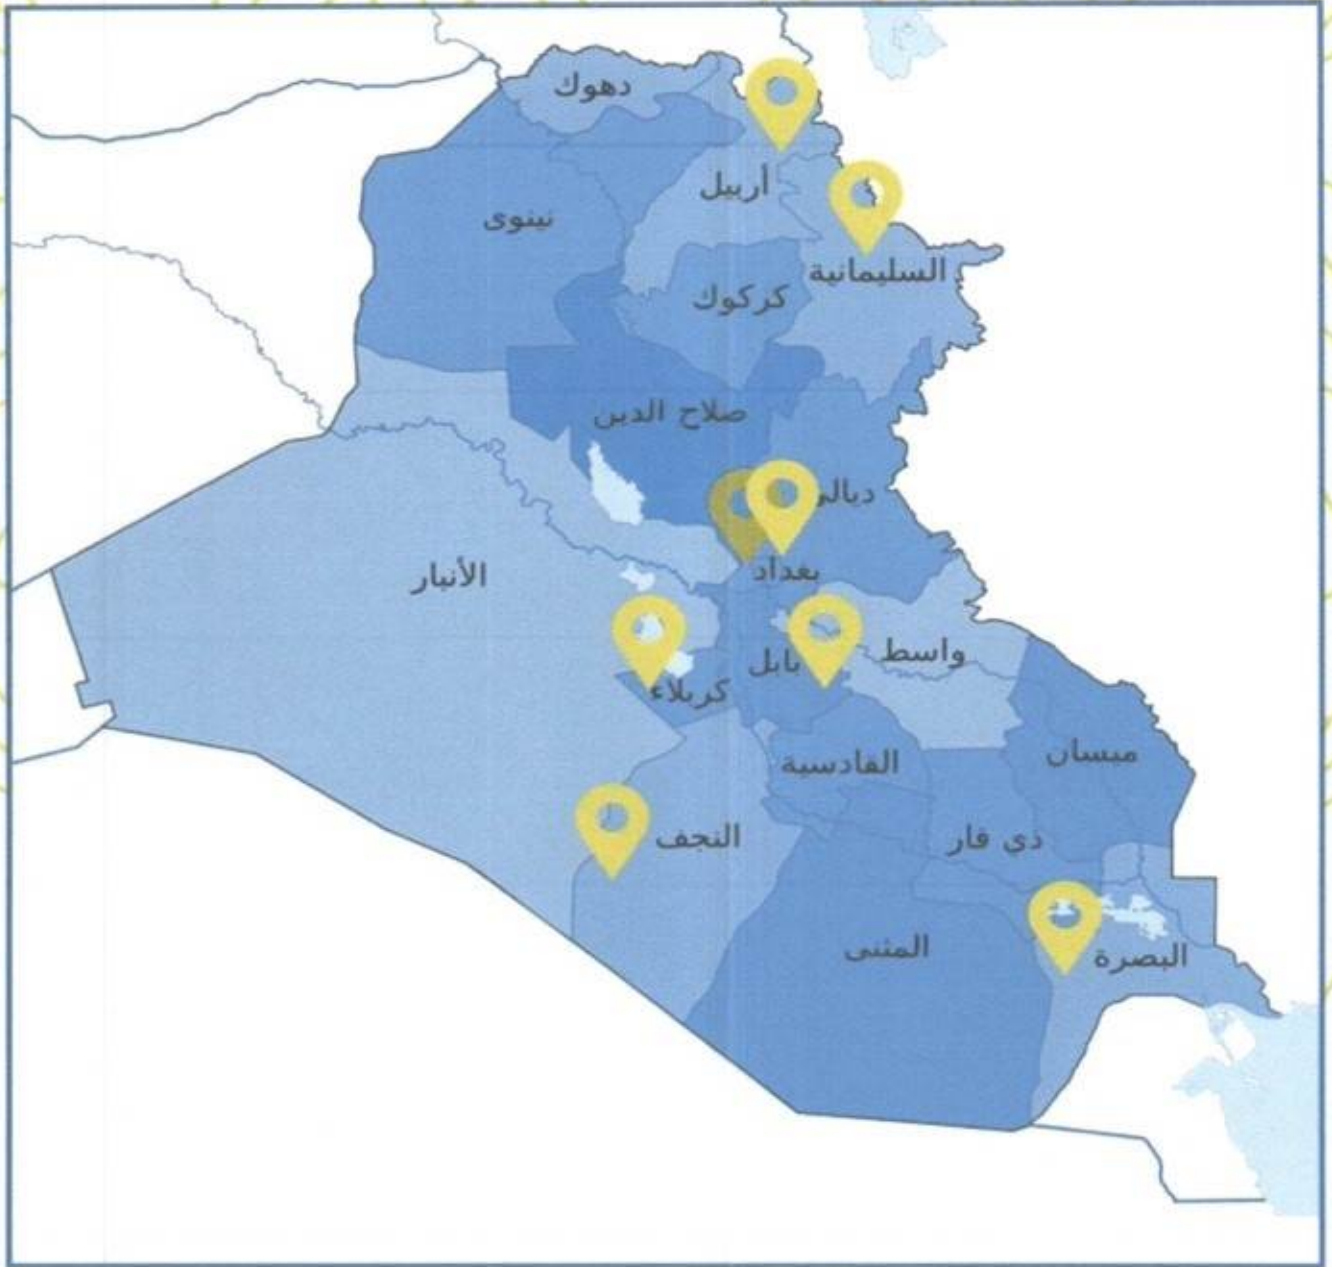 دهوك
أربيل
نينوى
السليمانية
كركوك
صلاح الدين
ديالى
بغداد
الأنبار
واسط
بابل
كربلاء
ميسان
القادسية
ذي قار
النجف
المثنى
البصرة